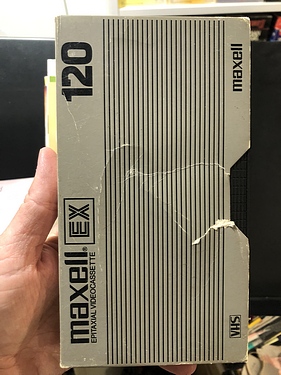 120
maxell
maxell® EX
EPITAXIAL VIDEOCASSETTE
VHS